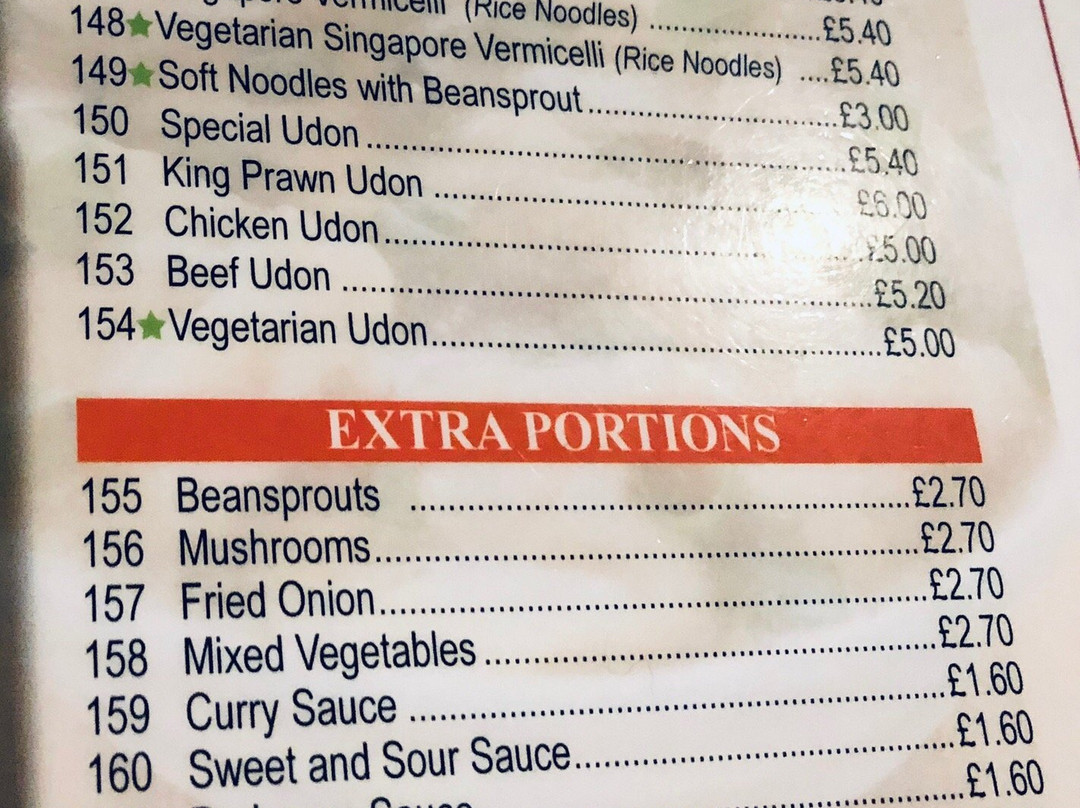 Vermicelli (Rice Noodles) ....................£5.40
148★Vegetarian Singapore Vermicelli (Rice Noodles) ....£5.40
149★Soft Noodles with Beansprout..............................£3.00
150 Special Udon..........................................................£5.40
151 King Prawn Udon ..................................................£6.00
152 Chicken Udon.........................................................£5.00
153 Beef Udon ..............................................................£5.20
154★Vegetarian Udon.....................................................£5.00
EXTRA PORTIONS
155 Beansprouts ..........................................................£2.70
156 Mushrooms...............................................................£2.70
157 Fried Onion................................................................£2.70
158 Mixed Vegetables .....................................................£2.70
159 Curry Sauce ..............................................................£1.60
160 Sweet and Sour Sauce.............................................£1.60
Sauce ..............................................................£1.60